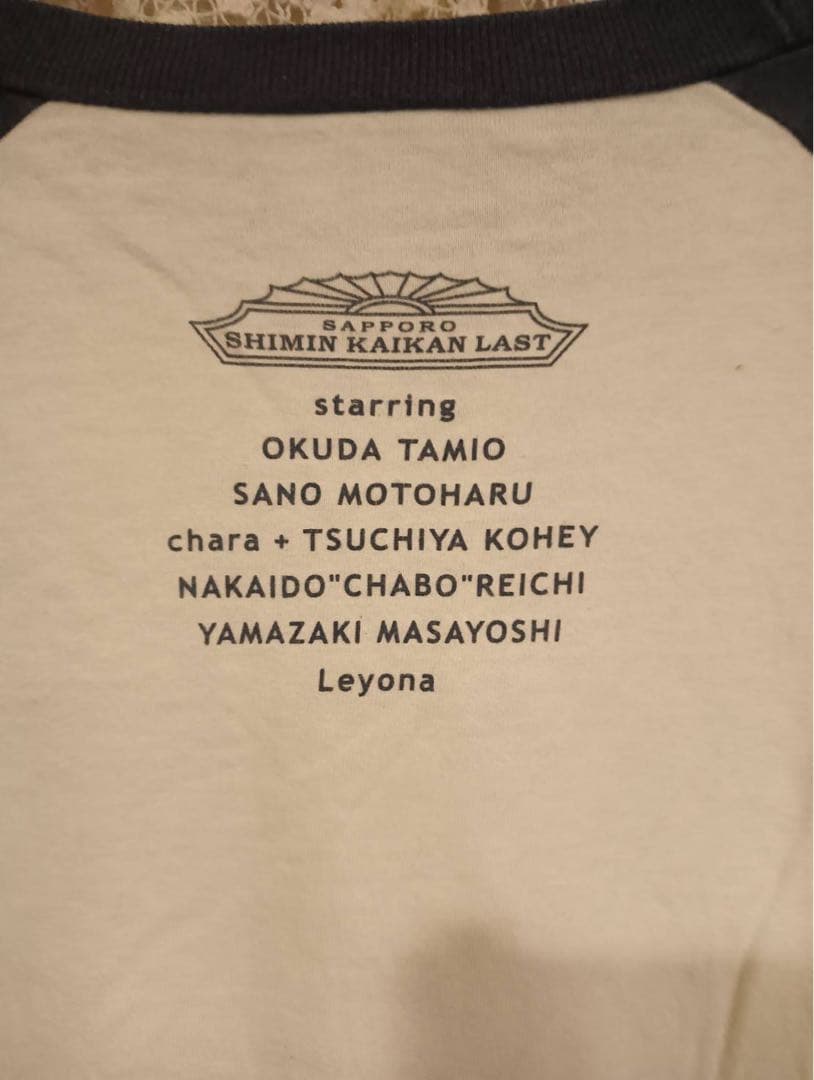 SAPPORO
SHIMIN KAIKAN LAST
starring
OKUDA TAMIO
SANO MOTOHARU
chara + TSUCHIYA KOHEY
NAKAIDO"CHABO"REICHI
YAMAZAKI MASAYOSHI
Leyona